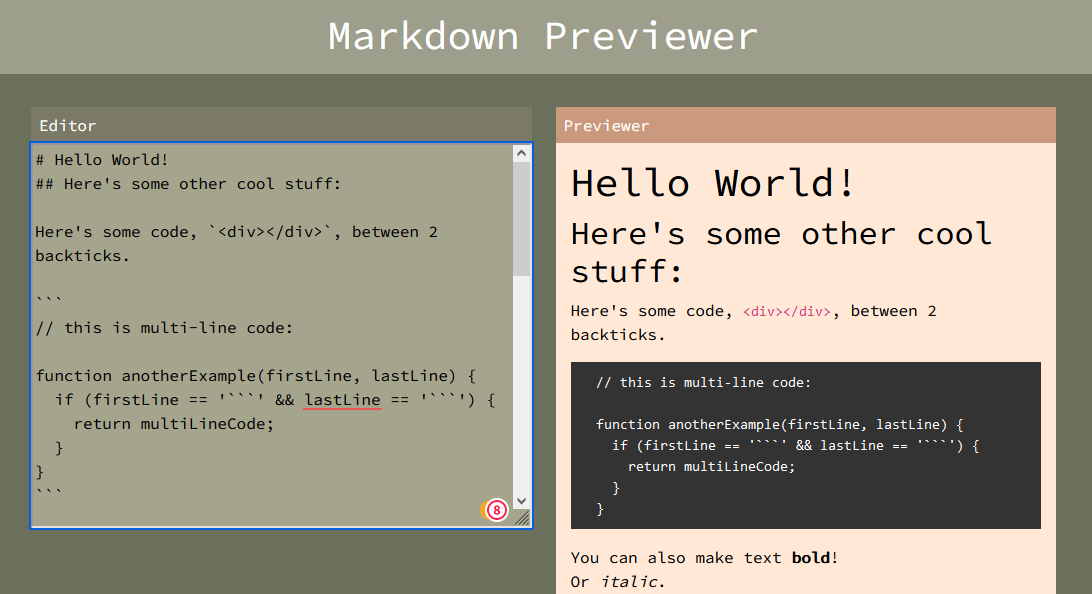 Markdown Previewer
Editor
# Hello World!
## Here's some other cool stuff:
Here's some code, `<div></div>`, between 2
backticks.
```
// this is multi-line code:
function anotherExample(firstLine, lastLine) {
  if (firstLine == '```' && lastLine == '```') {
    return multiLineCode;
  }
}
```
8
Previewer
Hello World!
Here's some other cool
stuff:
Here's some code, <div></div>, between 2
backticks.
// this is multi-line code:
function anotherExample(firstLine, lastLine) {
  if (firstLine == '```' && lastLine == '```') {
    return multiLineCode;
  }
}
You can also make text bold!
Or italic.